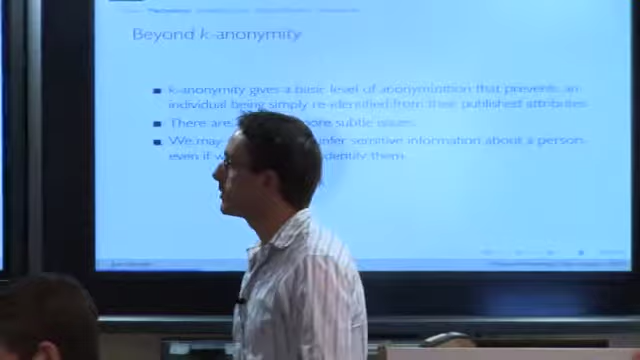 Beyond k-anonymity
k-anonymity gives a basic level of anonymization that prevents an
individual being simply re-identified from their published attributes.
There are more subtle issues.
We may infer sensitive information about a person,
even if w identify them.